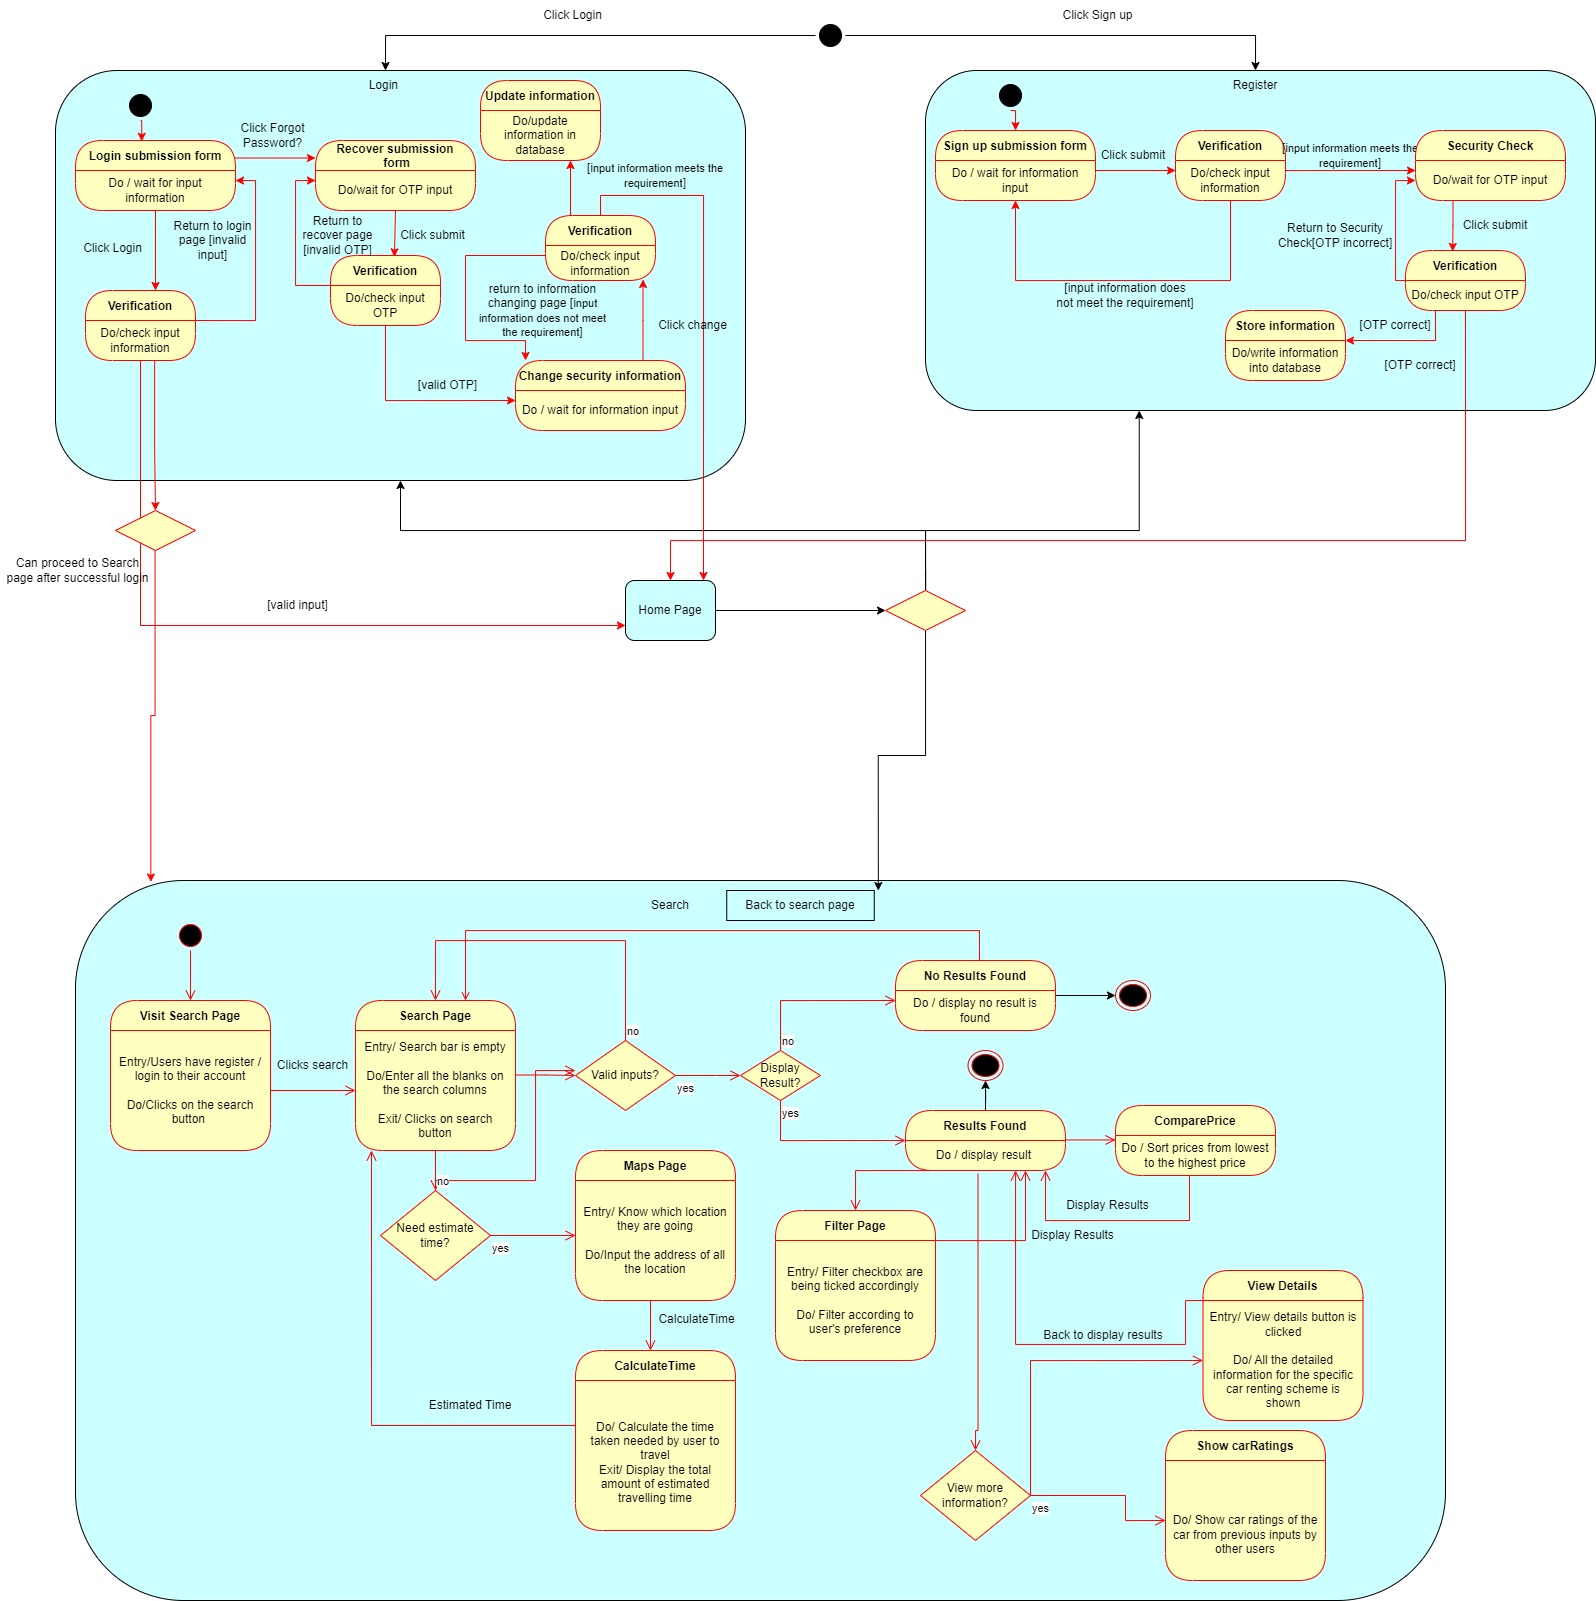 Click Login
Click Sign up
Login
Click Forgot
Password?
Login submission form
Do / wait for input
information
Recover submission
form
Do/wait for OTP input
Update information
Do/update
information in
database
[input information meets the
requirement]
Click Login
Return to login
page [invalid
input]
Return to
recover page
[invalid OTP]
Click submit
Verification
Do/check input
information
Verification
Do/check input
OTP
Verification
Do/check input
information
return to information
changing page [input
information does not meet
the requirement]
Click change
[valid OTP]
Change security information
Do / wait for information input
Register
Sign up submission form
Do / wait for information
input
Click submit
Verification
Do/check input
information
[input information meets the
requirement]
Security Check
Do/wait for OTP input
Return to Security
Check[OTP incorrect]
Click submit
Verification
Do/check input OTP
[input information does
not meet the requirement]
Store information
Do/write information
into database
[OTP correct]
[OTP correct]
Can proceed to Search
page after successful login
[valid input]
Home Page
Search
Back to search page
Visit Search Page
Entry/Users have register /
login to their account
Do/Clicks on the search
button
Clicks search
Search Page
Entry/ Search bar is empty
Do/Enter all the blanks on
the search columns
Exit/ Clicks on search
button
no
Valid inputs?
yes
no
Display
Result?
yes
No Results Found
Do / display no result is
found
Results Found
Do / display result
ComparePrice
Do / Sort prices from lowest
to the highest price
Display Results
no
Need estimate
time?
yes
Maps Page
Entry/ Know which location
they are going
Do/Input the address of all
the location
CalculateTime
CalculateTime
Do/ Calculate the time
taken needed by user to
travel
Exit/ Display the total
amount of estimated
travelling time
Estimated Time
Filter Page
Entry/ Filter checkbox are
being ticked accordingly
Do/ Filter according to
user's preference
Display Results
View Details
Entry/ View details button is
clicked
Do/ All the detailed
information for the specific
car renting scheme is
shown
Back to display results
View more
information?
yes
Show carRatings
Do/ Show car ratings of the
car from previous inputs by
other users